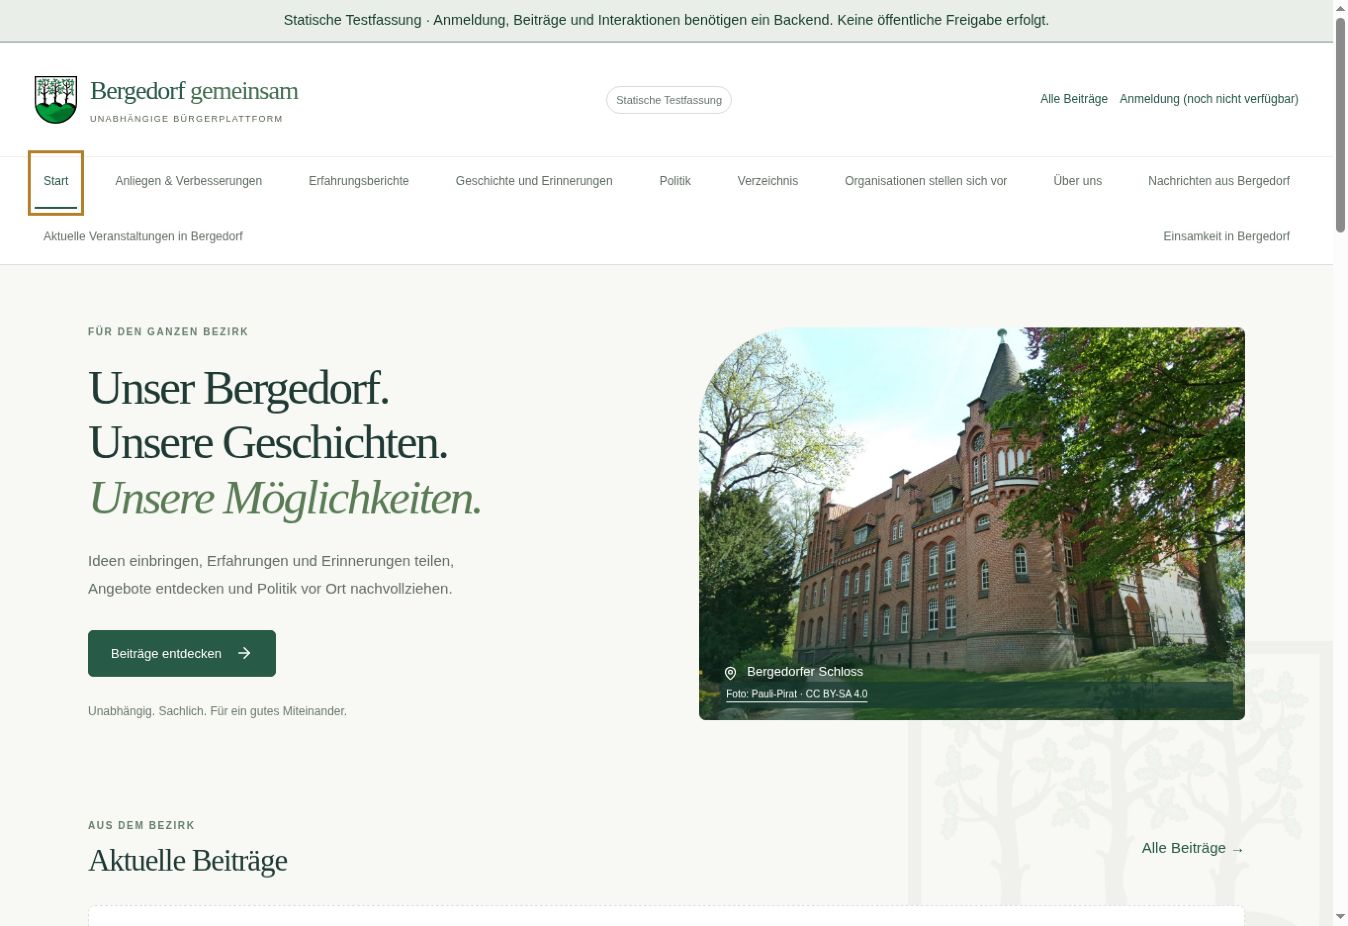 Statische Testfassung · Anmeldung, Beiträge und Interaktionen benötigen ein Backend. Keine öffentliche Freigabe erfolgt.
Bergedorf gemeinsam
UNABHÄNGIGE BÜRGERPLATTFORM
Statische Testfassung
Alle Beiträge Anmeldung (noch nicht verfügbar)
Start Anliegen & Verbesserungen Erfahrungsberichte Geschichte und Erinnerungen Politik Verzeichnis Organisationen stellen sich vor Über uns Nachrichten aus Bergedorf
Aktuelle Veranstaltungen in Bergedorf Einsamkeit in Bergedorf
FÜR DEN GANZEN BEZIRK
Unser Bergedorf.
Unsere Geschichten.
Unsere Möglichkeiten.
Ideen einbringen, Erfahrungen und Erinnerungen teilen,
Angebote entdecken und Politik vor Ort nachvollziehen.
Beiträge entdecken →
Unabhängig. Sachlich. Für ein gutes Miteinander.
Bergedorfer Schloss
Foto: Pauli-Pirat · CC BY-SA 4.0
AUS DEM BEZIRK
Aktuelle Beiträge
Alle Beiträge →